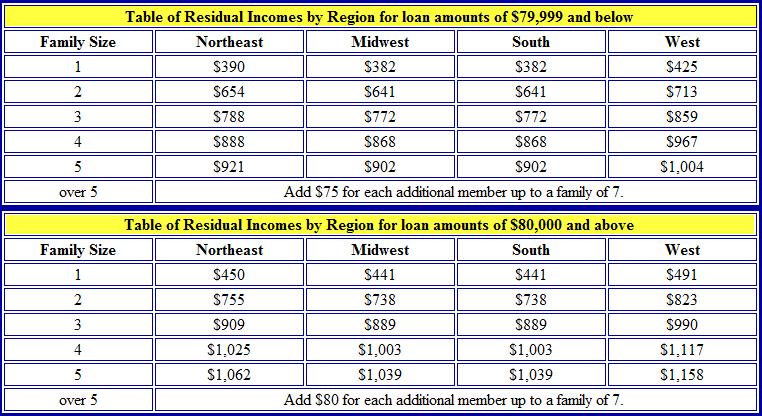 Table of Residual Incomes by Region for loan amounts of $79,999 and below
Family Size Northeast Midwest South West
1 $390 $382 $382 $425
2 $654 $641 $641 $713
3 $788 $772 $772 $859
4 $888 $868 $868 $967
5 $921 $902 $902 $1,004
over 5 Add $75 for each additional member up to a family of 7.
Table of Residual Incomes by Region for loan amounts of $80,000 and above
Family Size Northeast Midwest South West
1 $450 $441 $441 $491
2 $755 $738 $738 $823
3 $909 $889 $889 $990
4 $1,025 $1,003 $1,003 $1,117
5 $1,062 $1,039 $1,039 $1,158
over 5 Add $80 for each additional member up to a family of 7.